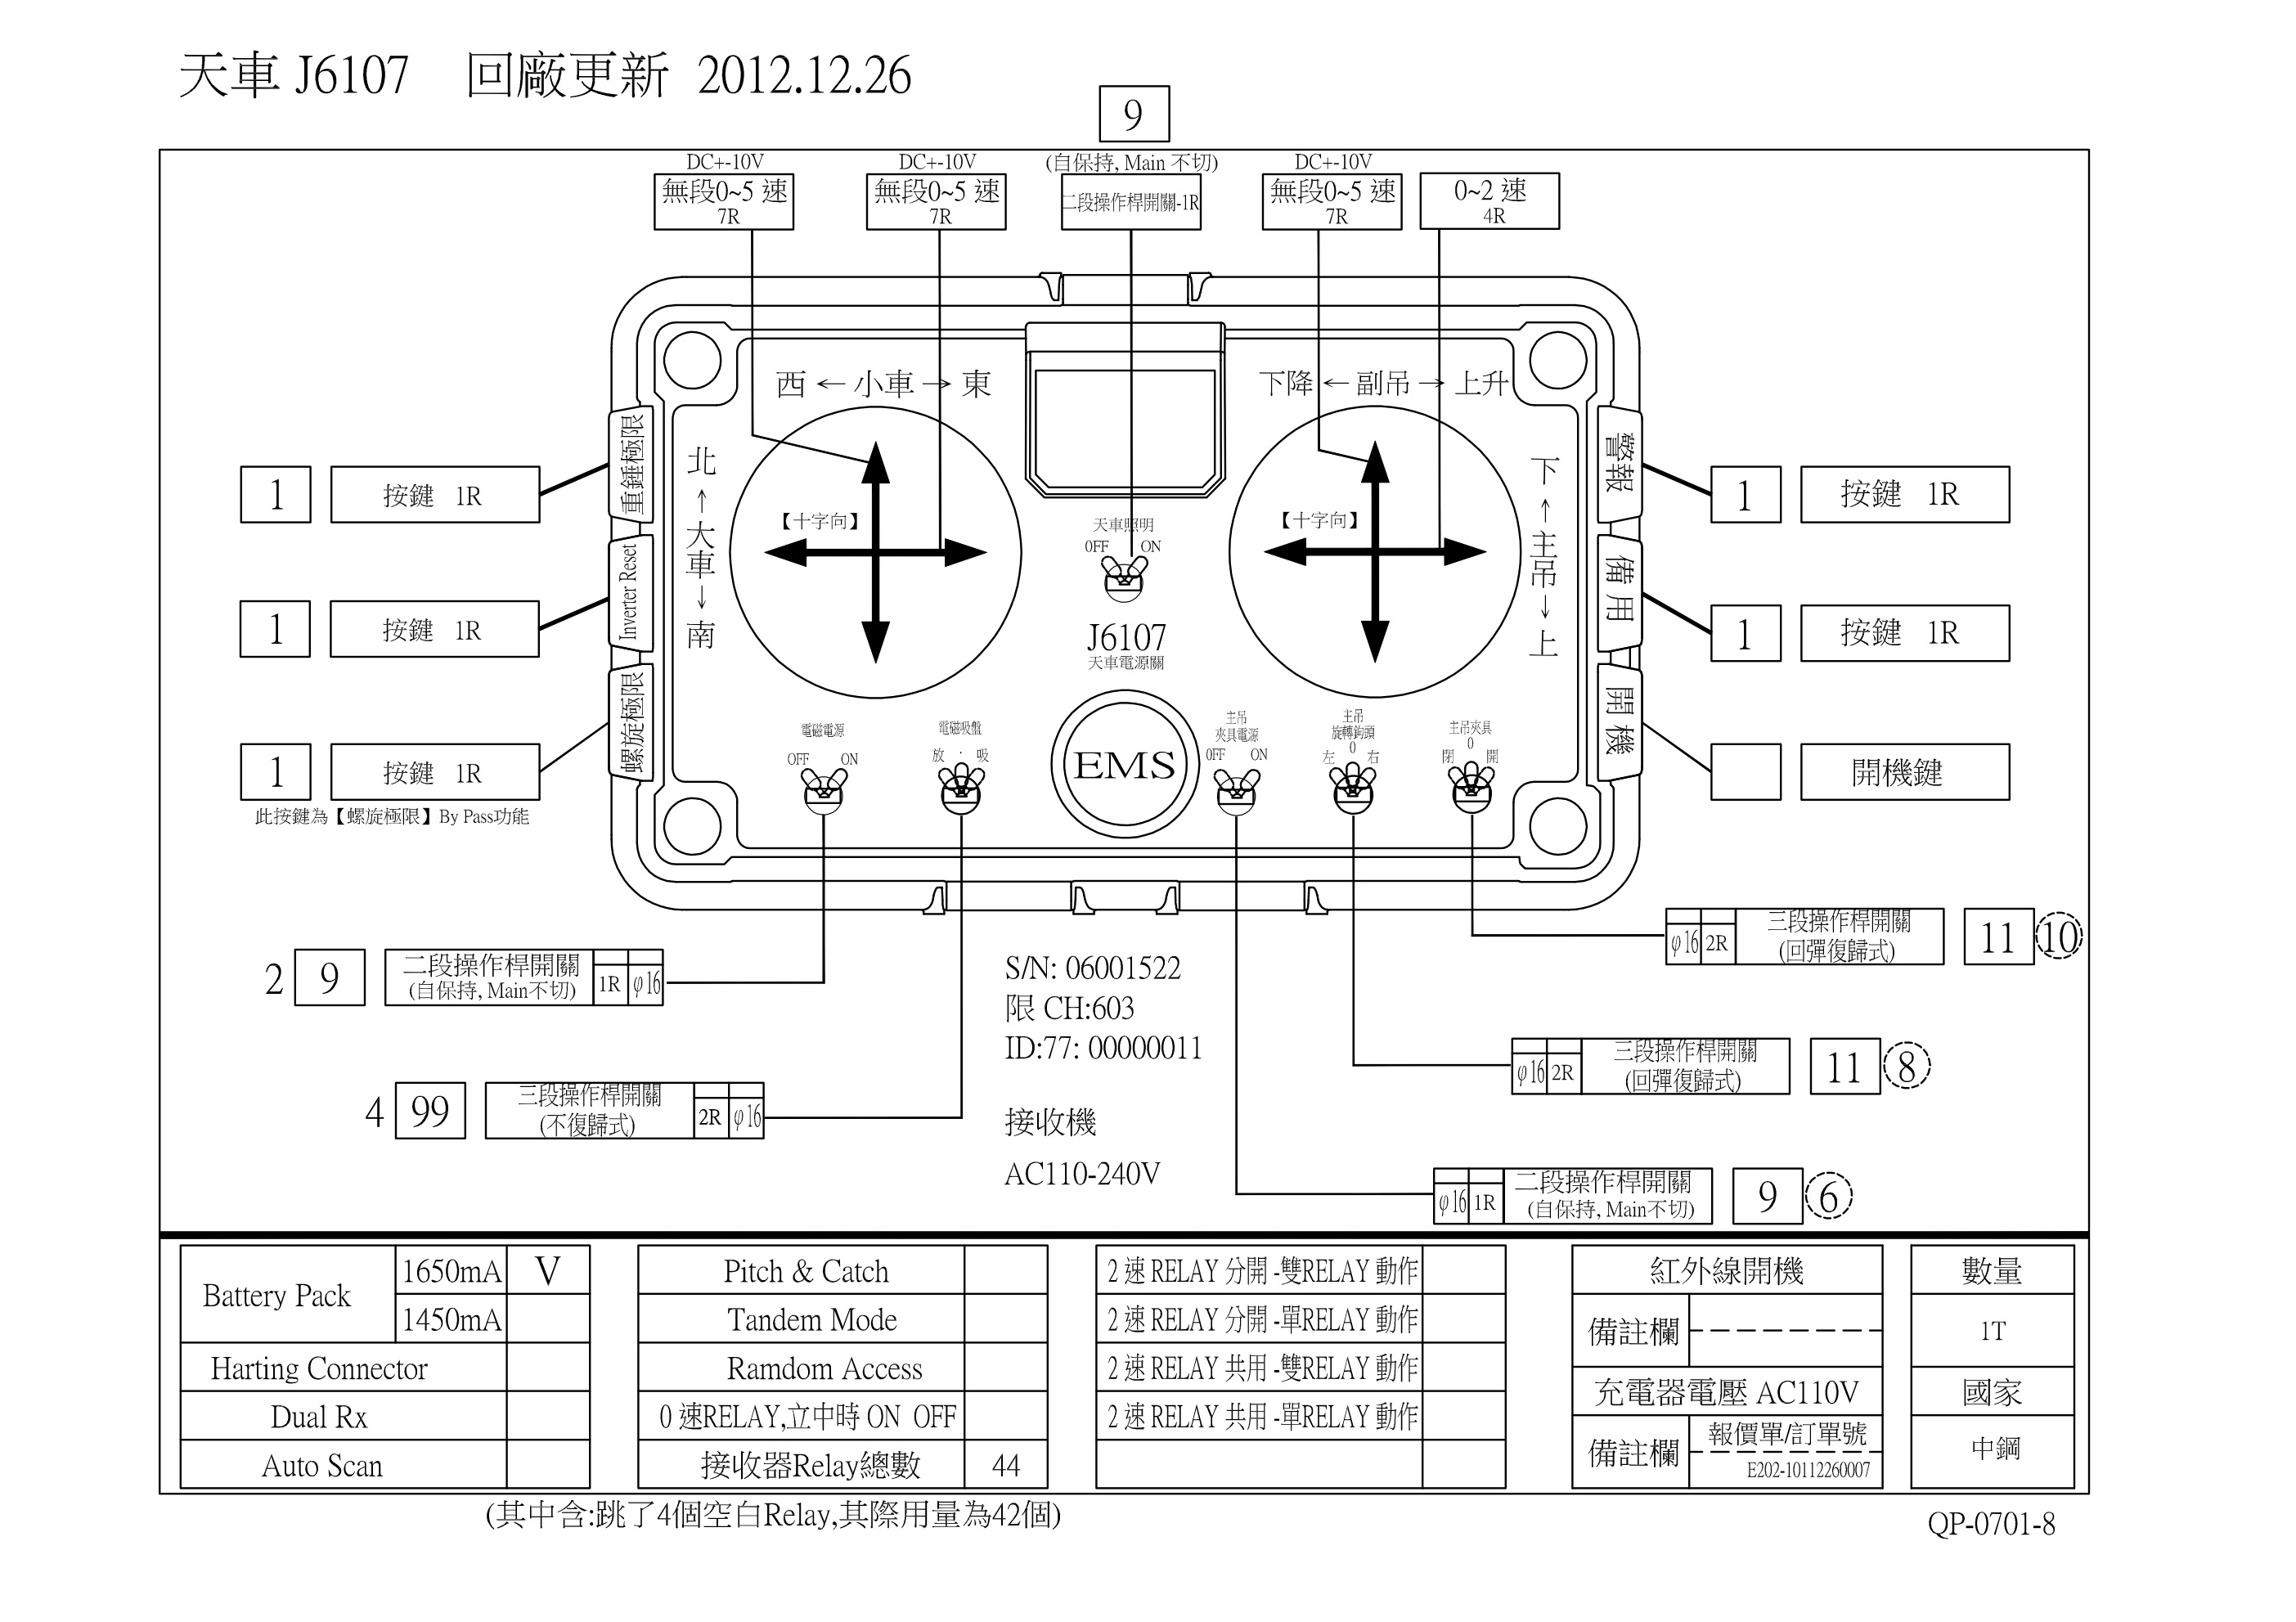 天車 J6107 回廠更新 2012.12.26
9
DC+-10V
無段0~5 速
7R
DC+-10V
無段0~5 速
7R
(自保持, Main 不切)
二段操作桿開關-1R
DC+-10V
無段0~5 速
7R
0~2 速
4R
西 ← 小車 → 東
下降 ← 副吊 → 上升
北 ↑ 大車 ↓ 南
【十字向】
天車照明
OFF ON
J6107
天車電源關
【十字向】
下 ↑ 主吊 ↓ 上
1 按鍵 1R
重錘極限
1 按鍵 1R
Inverter Reset
1 按鍵 1R
螺旋極限
此按鍵為【螺旋極限】By Pass功能
警報
1 按鍵 1R
備用
1 按鍵 1R
開機
開機鍵
電磁電源
OFF ON
電磁吸盤
放 · 吸
EMS
主吊
夾具電源
OFF ON
主吊
旋轉鉤頭
0
左 右
主吊夾具
0
閉 開
2 9 二段操作桿開關
(自保持, Main不切) 1R φ16
4 99 三段操作桿開關
(不復歸式) 2R φ16
S/N: 06001522
限 CH:603
ID:77: 00000011
接收機
AC110-240V
φ16 2R 三段操作桿開關
(回彈復歸式) 11 10
φ16 2R 三段操作桿開關
(回彈復歸式) 11 8
φ16 1R 二段操作桿開關
(自保持, Main不切) 9 6
Battery Pack 1650mA V
1450mA
Harting Connector
Dual Rx
Auto Scan
Pitch & Catch
Tandem Mode
Ramdom Access
0 速RELAY,立中時 ON OFF
接收器Relay總數 44
2 速 RELAY 分開 -雙RELAY 動作
2 速 RELAY 分開 -單RELAY 動作
2 速 RELAY 共用 -雙RELAY 動作
2 速 RELAY 共用 -單RELAY 動作
紅外線開機
備註欄
充電器電壓 AC110V
備註欄 報價單/訂單號
E202-10112260007
數量
1T
國家
中鋼
(其中含:跳了4個空白Relay,其際用量為42個)
QP-0701-8